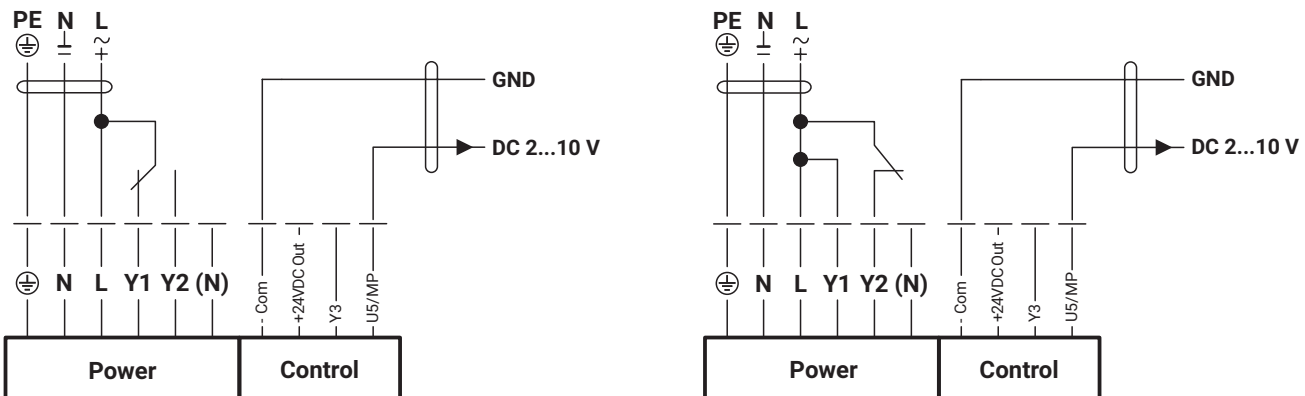 PE N L
GND
DC 2...10 V
N L Y1 Y2 (N)
- Com
+24VDC Out
Y3
U5/MP
Power
Control
PE N L
GND
DC 2...10 V
N L Y1 Y2 (N)
- Com
+24VDC Out
Y3
U5/MP
Power
Control